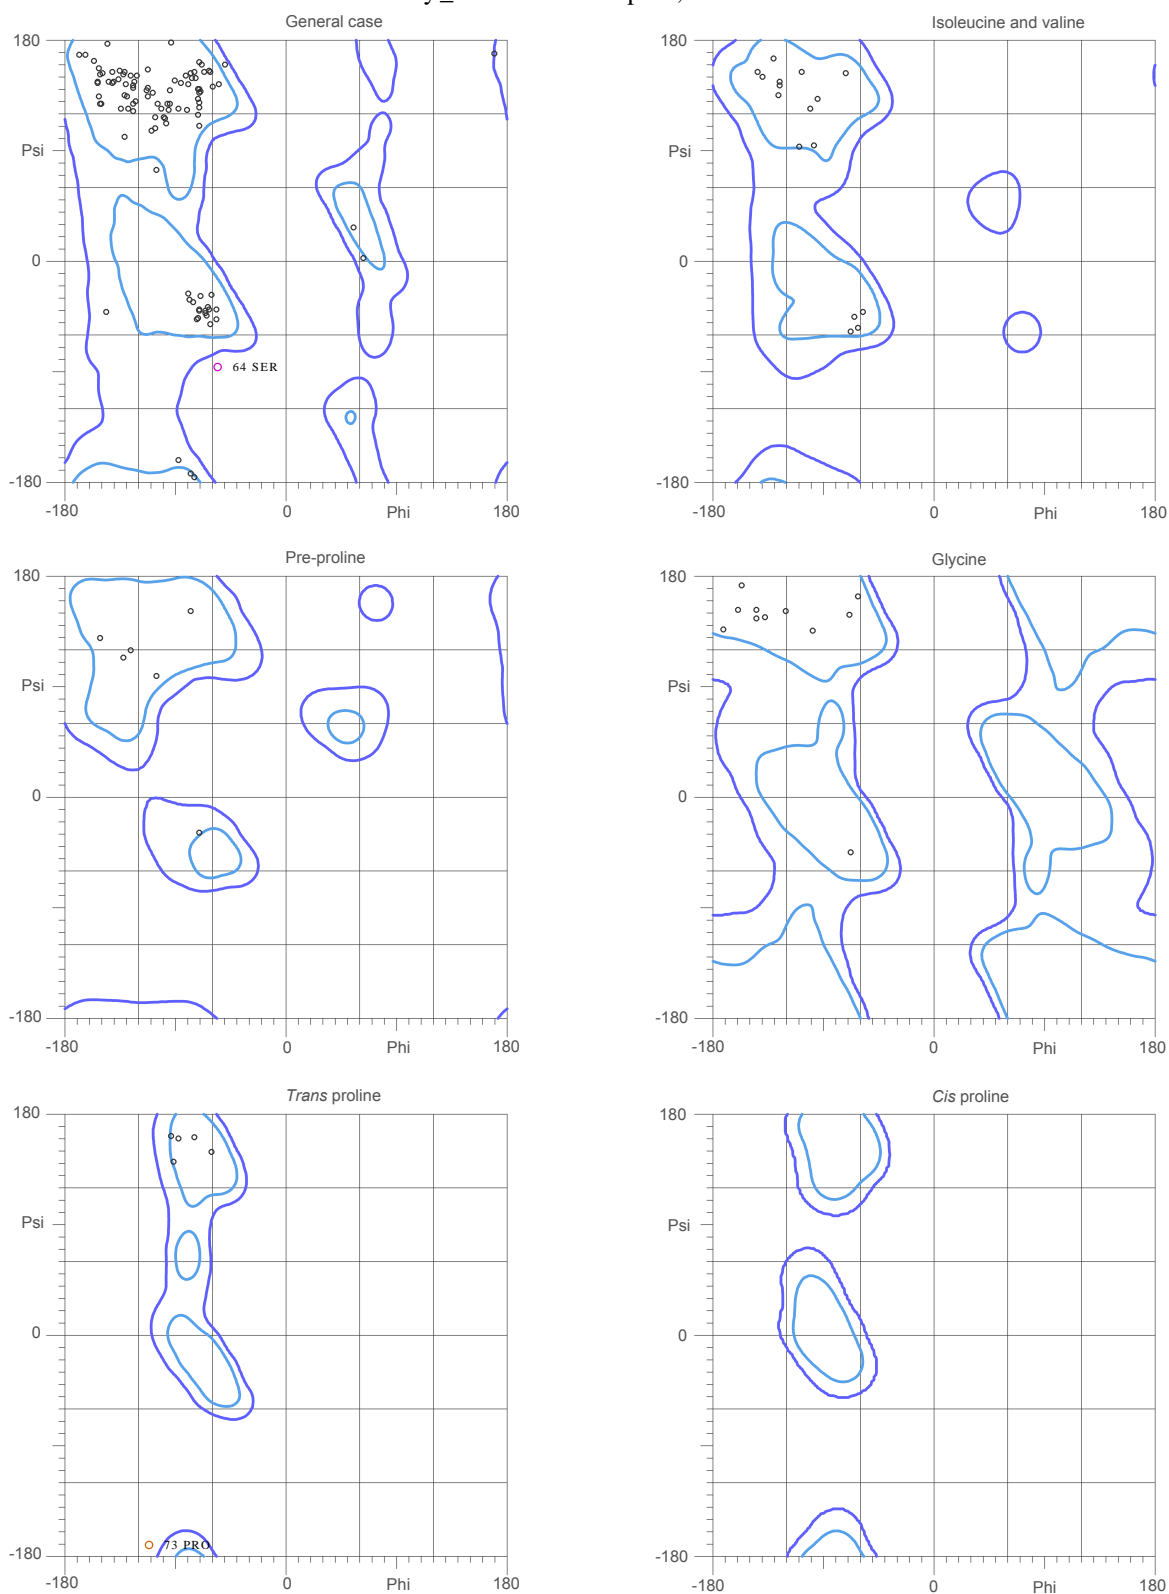 General case
Isoleucine and valine
180
180
Psi
Psi
0
0
64 SER
-180
-180
-180
0
Phi
180
-180
0
Phi
180
Pre-proline
Glycine
180
180
Psi
Psi
0
0
-180
-180
-180
0
Phi
180
-180
0
Phi
180
Trans proline
Cis proline
180
180
Psi
Psi
0
0
73 PRO
-180
-180
-180
0
Phi
180
-180
0
Phi
180